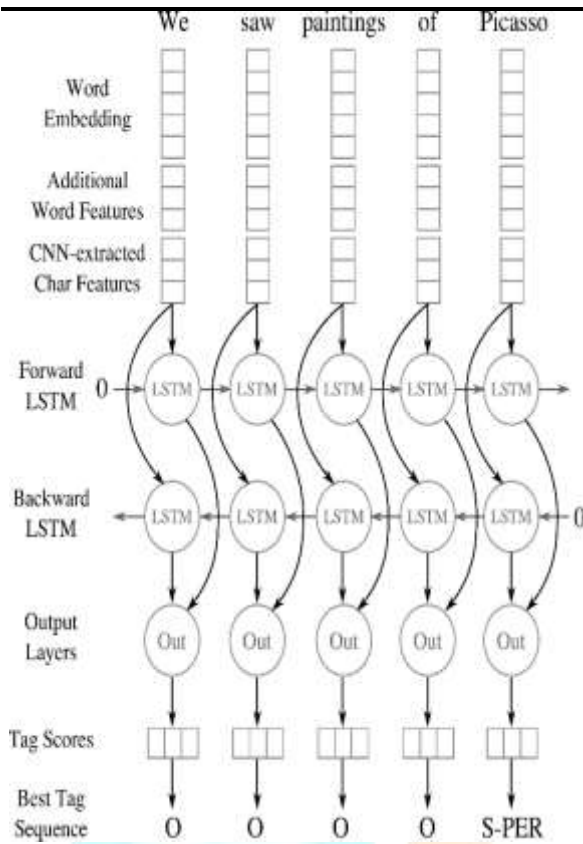 We saw paintings of Picasso
Word
Embedding
Additional
Word Features
CNN-extracted
Char Features
Forward
LSTM
0 LSTM LSTM LSTM LSTM LSTM
Backward
LSTM
LSTM LSTM LSTM LSTM LSTM 0
Output
Layers
Out Out Out Out Out
Tag Scores
Best Tag
Sequence O O O O S-PER